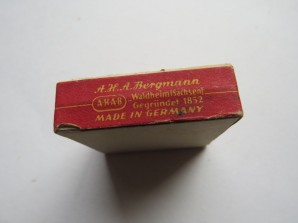 A.H.A. Bergmann
AHAB Waldheim (Sachsen)
Gegründet 1852
MADE IN GERMANY